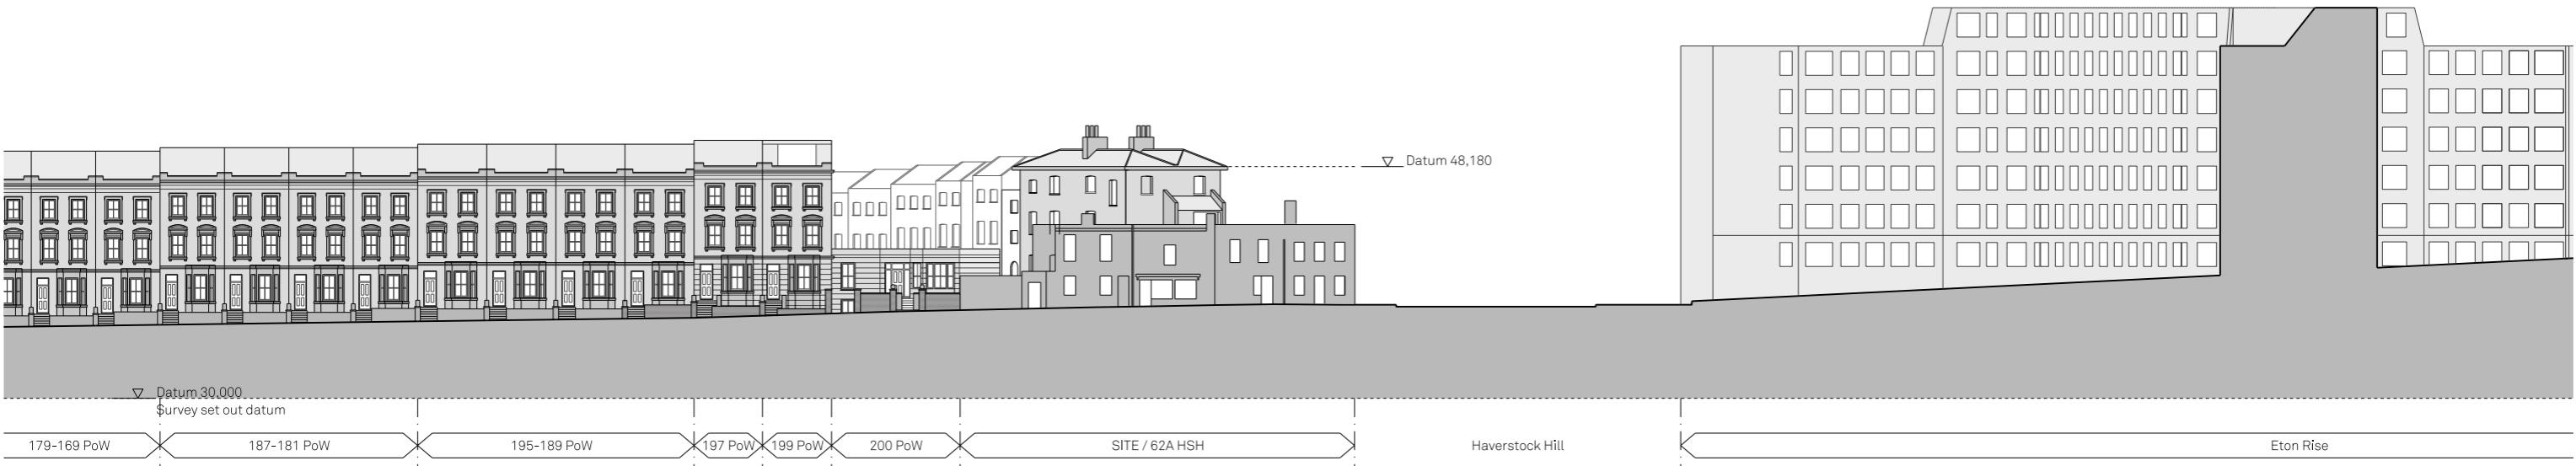 Datum 48,180
Datum 30,000
Survey set out datum
179-169 PoW
187-181 PoW
195-189 PoW
197 PoW
199 PoW
200 PoW
SITE / 62A HSH
Haverstock Hill
Eton Rise